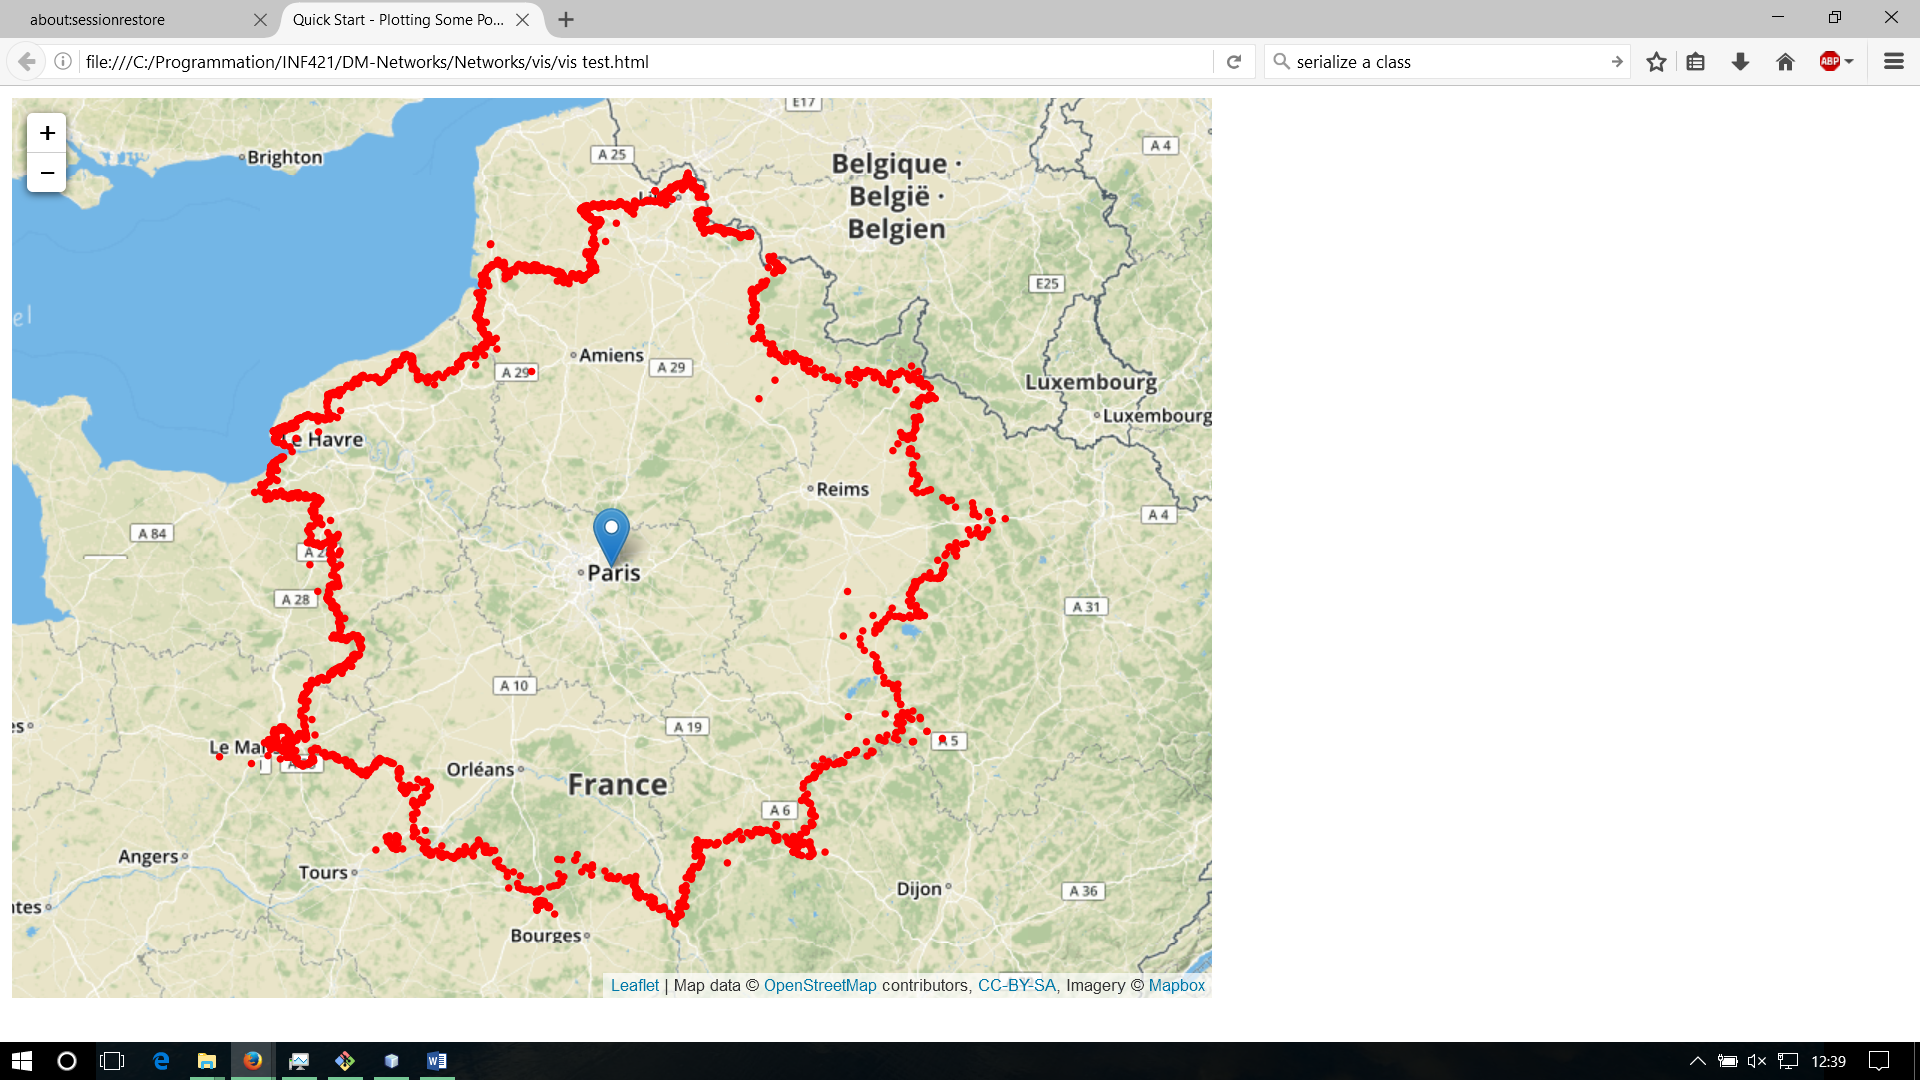 about:sessionrestore
Quick Start - Plotting Some Po...
file:///C:/Programmation/INF421/DM-Networks/Networks/vis/vis test.html
serialize a class
ABP
+
−
E17
Brighton
A 25
A 4
Belgique ·
België ·
Belgien
E25
el
Amiens
A 29
A 29
Luxembourg
Luxembourg
Le Havre
Reims
A 4
A 84
Paris
A 28
A 31
A 10
A 19
es
Le Ma
A 5
Orléans
France
A 6
Angers
Tours
Dijon
A 36
ntes
Bourges
Leaflet | Map data © OpenStreetMap contributors, CC-BY-SA, Imagery © Mapbox
12:39